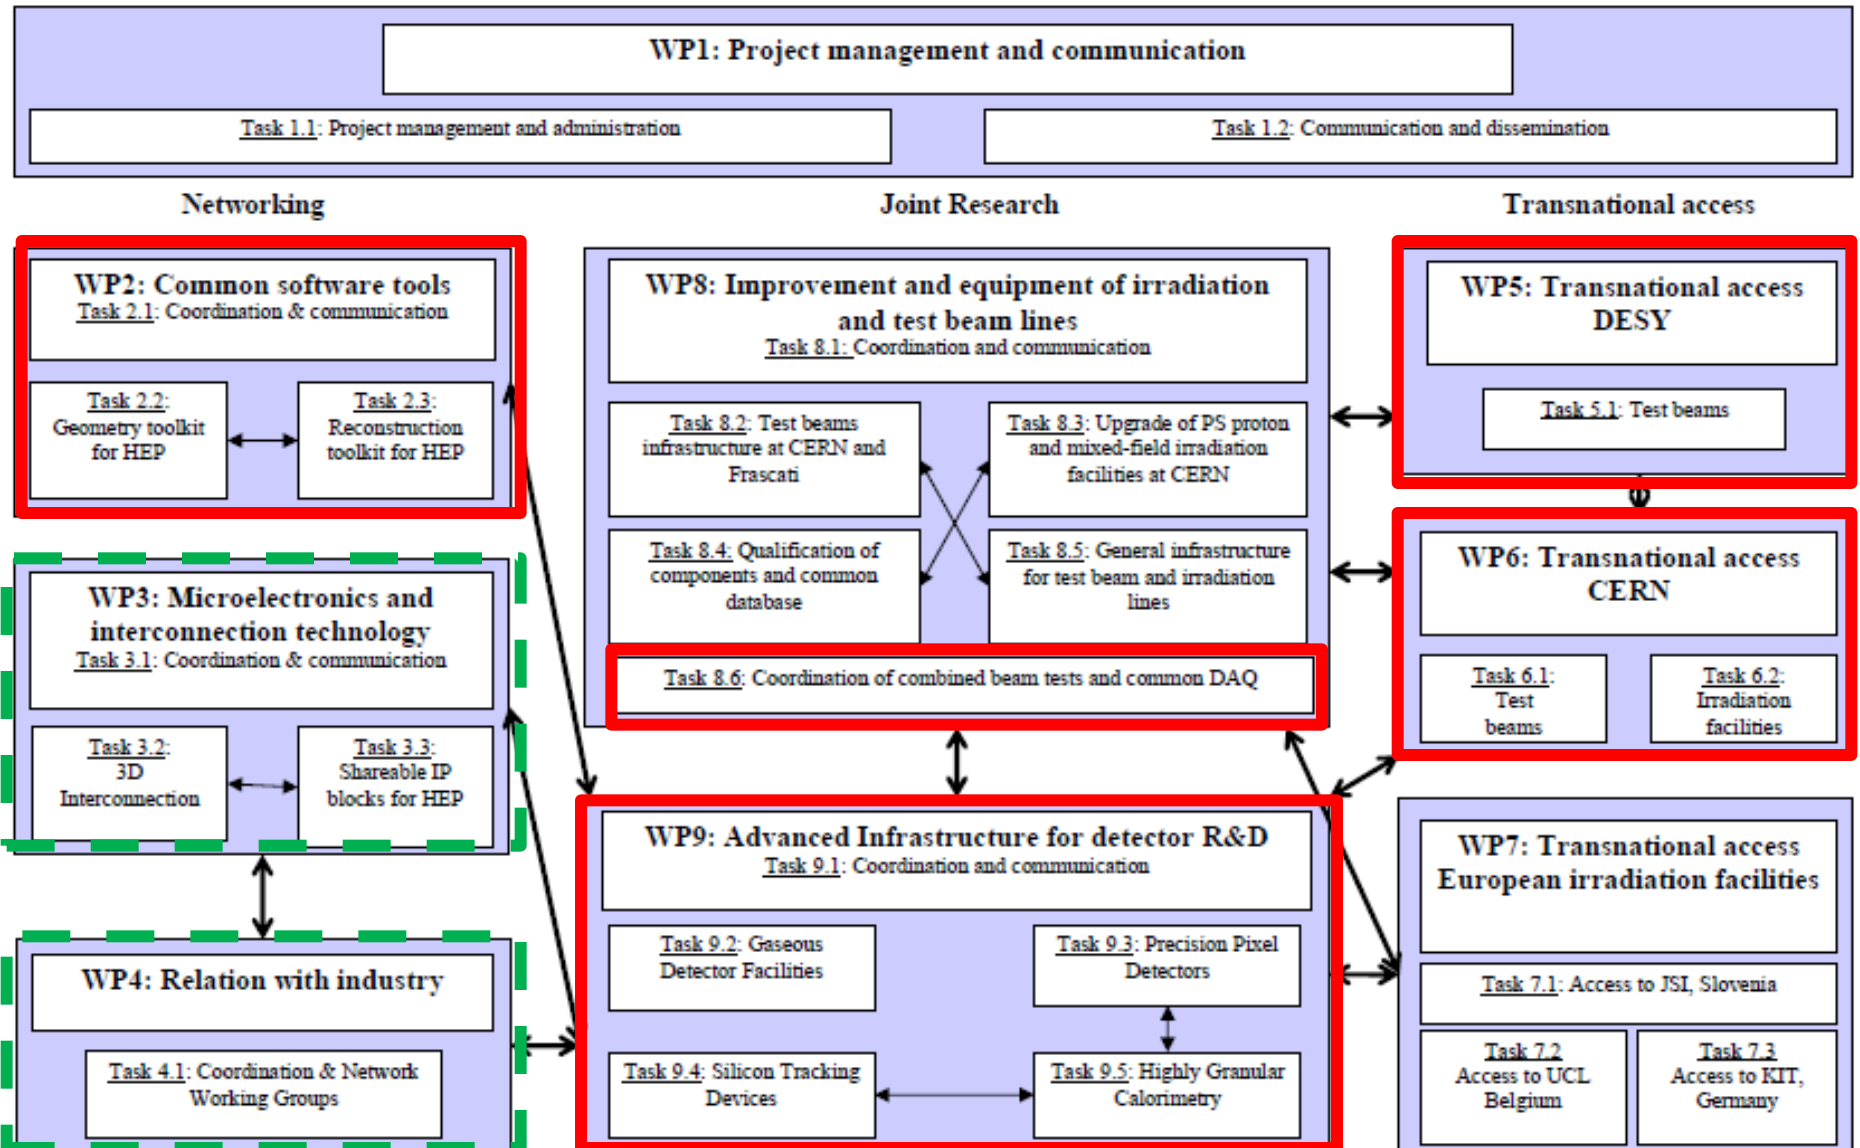 WP1: Project management and communication
Task 1.1: Project management and administration
Task 1.2: Communication and dissemination
Networking
Joint Research
Transnational access
WP2: Common software tools
Task 2.1: Coordination & communication
Task 2.2:
Geometry toolkit
for HEP
Task 2.3:
Reconstruction
toolkit for HEP
WP3: Microelectronics and
interconnection technology
Task 3.1: Coordination & communication
Task 3.2:
3D
Interconnection
Task 3.3:
Shareable IP
blocks for HEP
WP4: Relation with industry
Task 4.1: Coordination & Network
Working Groups
WP8: Improvement and equipment of irradiation
and test beam lines
Task 8.1: Coordination and communication
Task 8.2: Test beams
infrastructure at CERN and
Frascati
Task 8.3: Upgrade of PS proton
and mixed-field irradiation
facilities at CERN
Task 8.4: Qualification of
components and common
database
Task 8.5: General infrastructure
for test beam and irradiation
lines
Task 8.6: Coordination of combined beam tests and common DAQ
WP9: Advanced Infrastructure for detector R&D
Task 9.1: Coordination and communication
Task 9.2: Gaseous
Detector Facilities
Task 9.3: Precision Pixel
Detectors
Task 9.4: Silicon Tracking
Devices
Task 9.5: Highly Granular
Calorimetry
WP5: Transnational access
DESY
Task 5.1: Test beams
WP6: Transnational access
CERN
Task 6.1:
Test
beams
Task 6.2:
Irradiation
facilities
WP7: Transnational access
European irradiation facilities
Task 7.1: Access to JSI, Slovenia
Task 7.2
Access to UCL
Belgium
Task 7.3
Access to KIT,
Germany